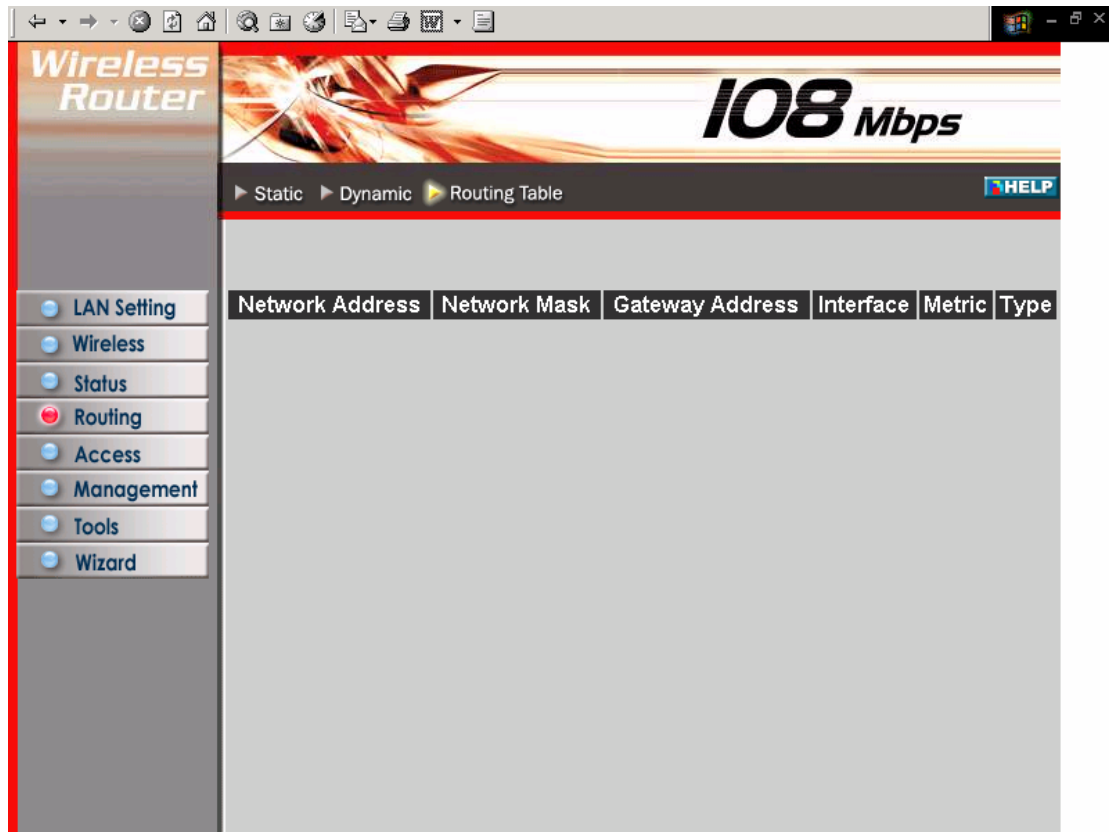 Wireless
Router
108 Mbps
Static Dynamic Routing Table
HELP
LAN Setting
Wireless
Status
Routing
Access
Management
Tools
Wizard
Network Address Network Mask Gateway Address Interface Metric Type